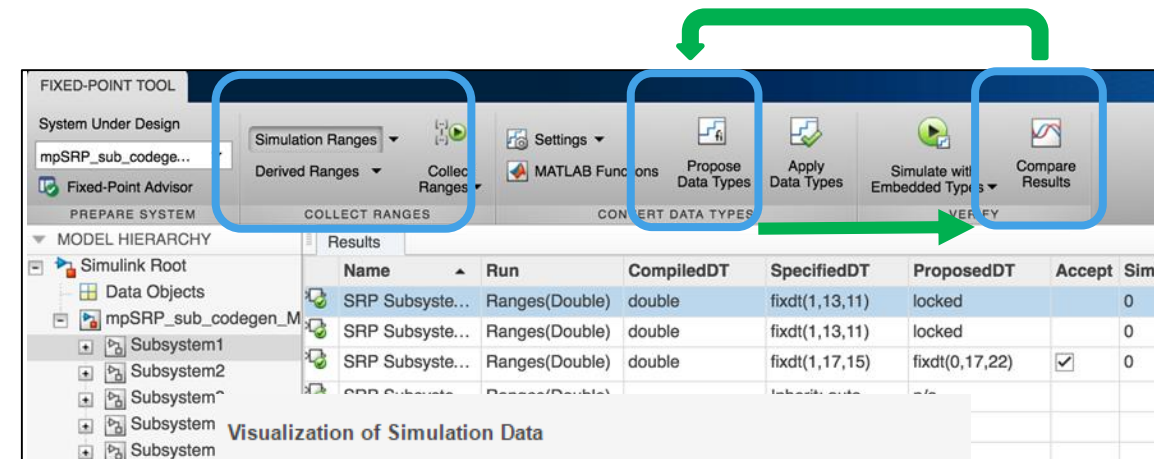 FIXED-POINT TOOL
System Under Design
mpSRP_sub_codege...
Fixed-Point Advisor
PREPARE SYSTEM
Simulation Ranges
Derived Ranges
Collec
Ranges
COLLECT RANGES
Settings
MATLAB Functions
Propose
Data Types
Apply
Data Types
CONVERT DATA TYPES
Simulate with
Embedded Types
Compare
Results
VERIFY
MODEL HIERARCHY
Simulink Root
Data Objects
mpSRP_sub_codegen_M
Subsystem1
Subsystem2
Subsystem
Subsystem
Subsystem
Results
Name Run CompiledDT SpecifiedDT ProposedDT Accept Sim
SRP Subsyste... Ranges(Double) double fixdt(1,13,11) locked 0
SRP Subsyste... Ranges(Double) double fixdt(1,13,11) locked 0
SRP Subsyste... Ranges(Double) double fixdt(1,17,15) fixdt(0,17,22) 0
Visualization of Simulation Data